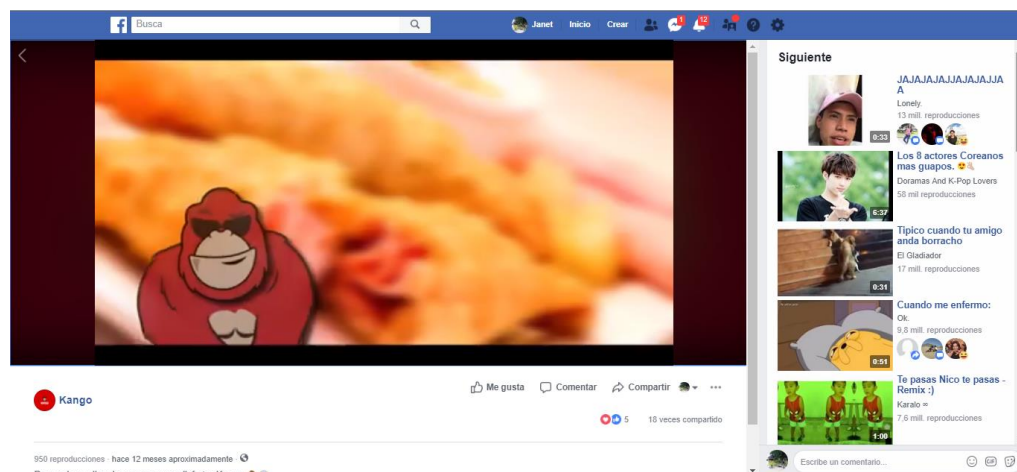 Busca
Janet Inicio Crear
1
12
Siguiente
JAJAJAJAJJAJAJAJJA
A
Lonely.
13 mill. reproducciones
0:33
Los 8 actores Coreanos
mas guapos.
Doramas And K-Pop Lovers
58 mil reproducciones
6:37
Tipico cuando tu amigo
anda borracho
El Gladiador
17 mill. reproducciones
0:31
Cuando me enfermo:
Ok.
9,8 mill. reproducciones
0:51
Te pasas Nico te pasas -
Remix :)
Karalo ∞
7,6 mill. reproducciones
1:00
Me gusta Comentar Compartir
Kango
5 18 veces compartido
950 reproducciones · hace 12 meses aproximadamente ·
Escribe un comentario...
GIF